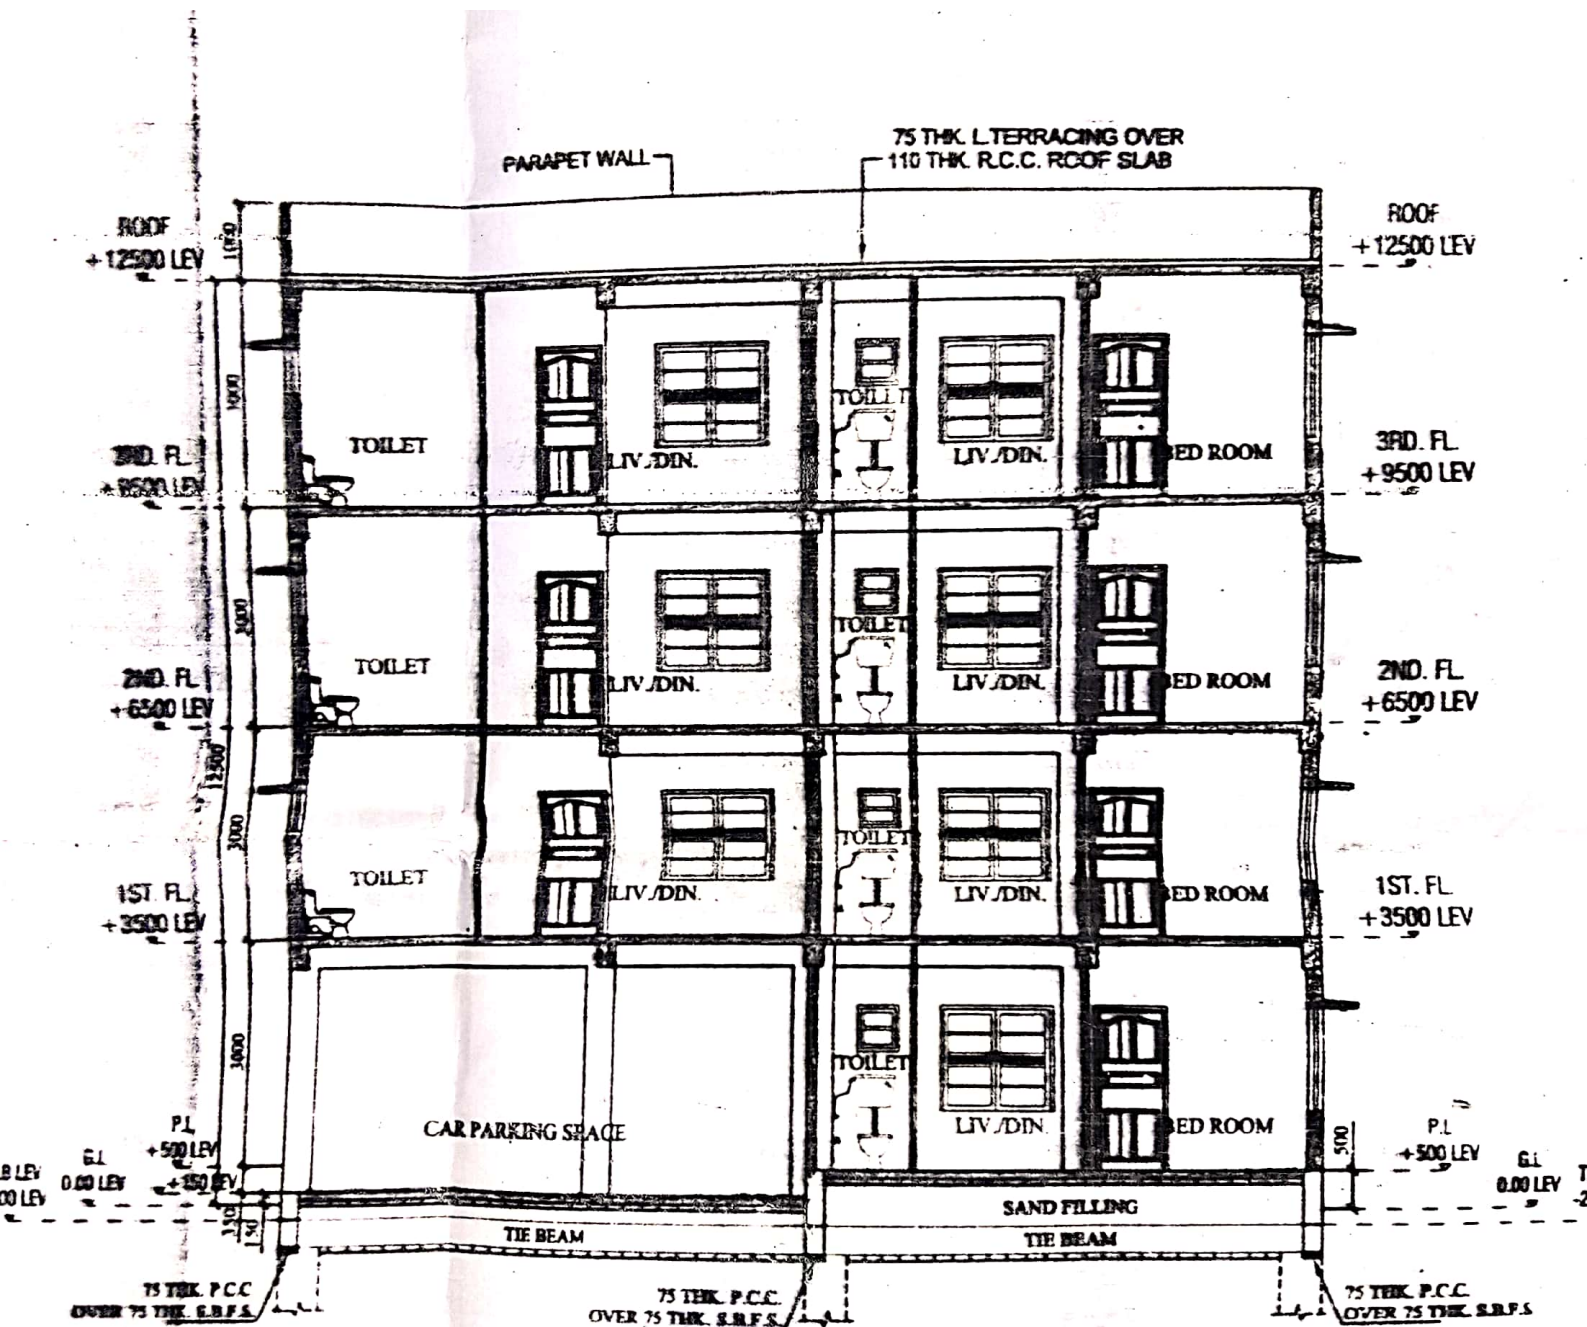 75 THK. L.TERRACING OVER
110 THK. R.C.C. ROOF SLAB
PARAPET WALL
ROOF
+12500 LEV
1000
ROOF
+12500 LEV
3000
TOILET
LIV./DIN.
TOILET
LIV./DIN.
BED ROOM
3RD. FL.
+9500 LEV
3RD. FL.
+9500 LEV
3000
TOILET
LIV./DIN.
TOILET
LIV./DIN.
BED ROOM
2ND. FL.
+6500 LEV
2ND. FL.
+6500 LEV
12500
3000
TOILET
LIV./DIN.
TOILET
LIV./DIN.
BED ROOM
1ST. FL.
+3500 LEV
1ST. FL.
+3500 LEV
3000
CAR PARKING SPACE
TOILET
LIV./DIN.
BED ROOM
P.L
+500 LEV
G.L
0.00 LEV
+150 LEV
150
500
P.L
+500 LEV
G.L
0.00 LEV
SAND FILLING
TIE BEAM
TIE BEAM
75 THK. P.C.C
OVER 75 THK. S.B.F.S.
75 THK. P.C.C.
OVER 75 THK. S.B.F.S.
75 THK. P.C.C.
OVER 75 THK. S.B.F.S